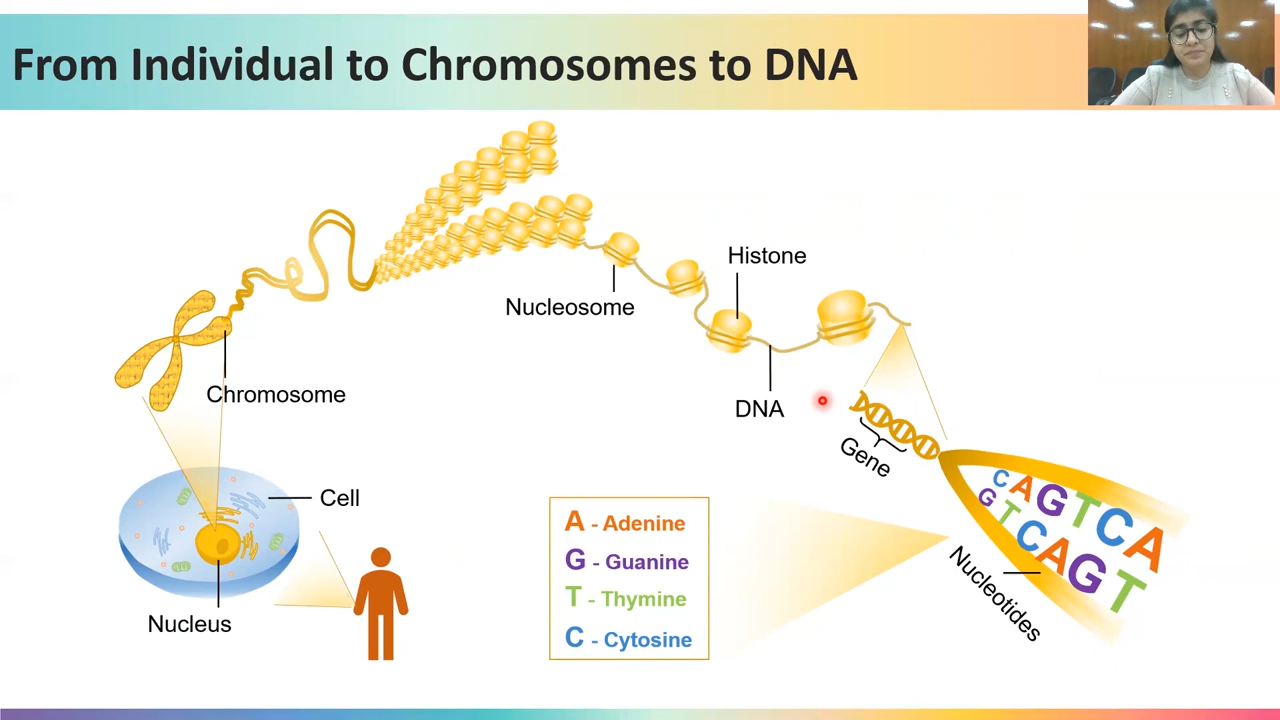 From Individual to Chromosomes to DNA
Histone
Nucleosome
Chromosome
DNA
Gene
Cell
Nucleus
A - Adenine
G - Guanine
T - Thymine
C - Cytosine
CAGTCA
GTCAGT
Nucleotides